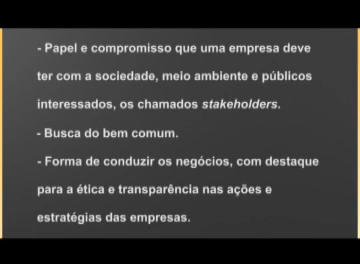 - Papel e compromisso que uma empresa deve
ter com a sociedade, meio ambiente e públicos
interessados, os chamados stakeholders.
- Busca do bem comum.
- Forma de conduzir os negócios, com destaque
para a ética e transparência nas ações e
estratégias das empresas.